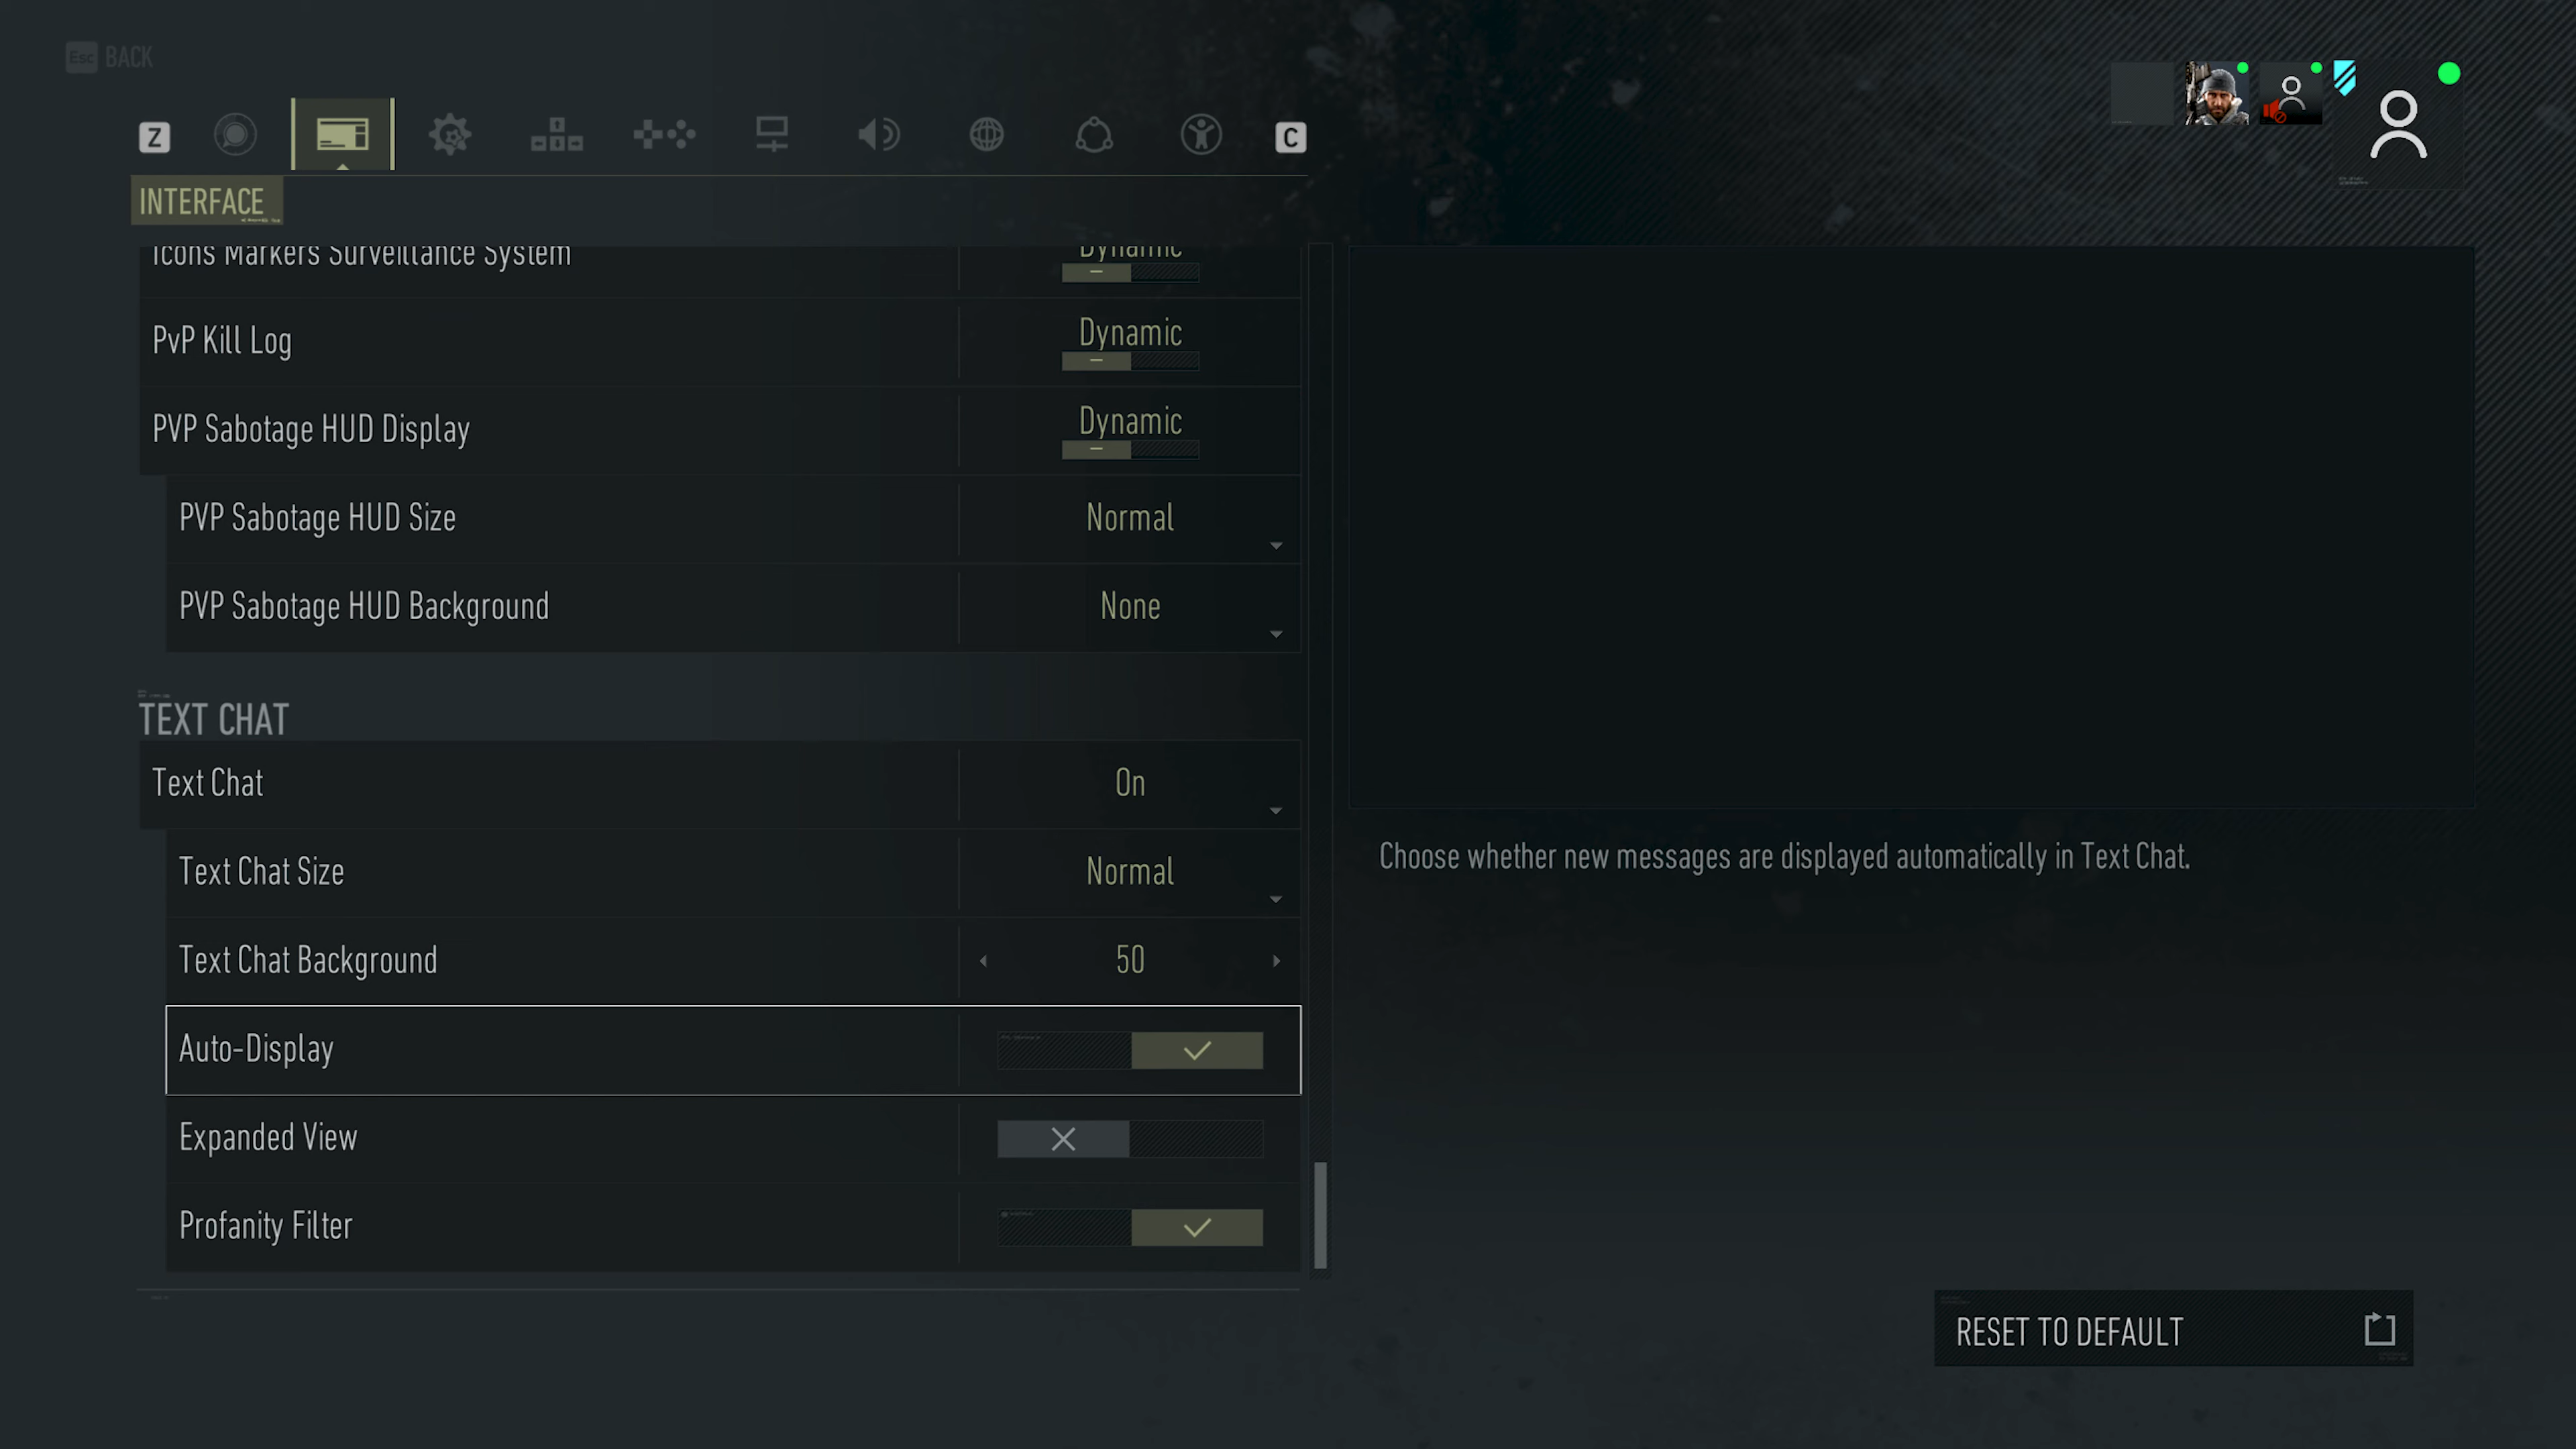 Esc BACK
Z
C
INTERFACE
Icons Markers Surveillance System
Dynamic
PvP Kill Log
Dynamic
PVP Sabotage HUD Display
Dynamic
PVP Sabotage HUD Size
Normal
PVP Sabotage HUD Background
None
TEXT CHAT
Text Chat
On
Text Chat Size
Normal
Text Chat Background
50
Auto-Display
Expanded View
Profanity Filter
Choose whether new messages are displayed automatically in Text Chat.
RESET TO DEFAULT